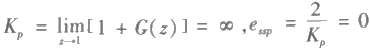 K_p = lim_{z→1} [ 1 + G(z) ] = ∞ , e_{ssp} = 2/K_p = 0